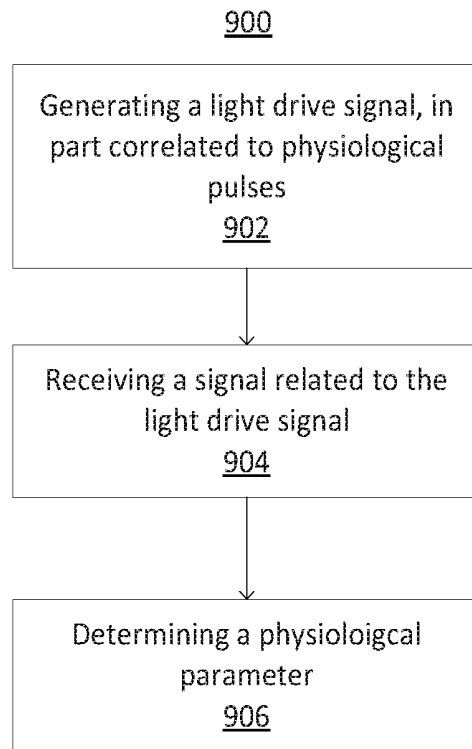 900
Generating a light drive signal, in
part correlated to physiological
pulses
902
Receiving a signal related to the
light drive signal
904
Determining a physioloigcal
parameter
906